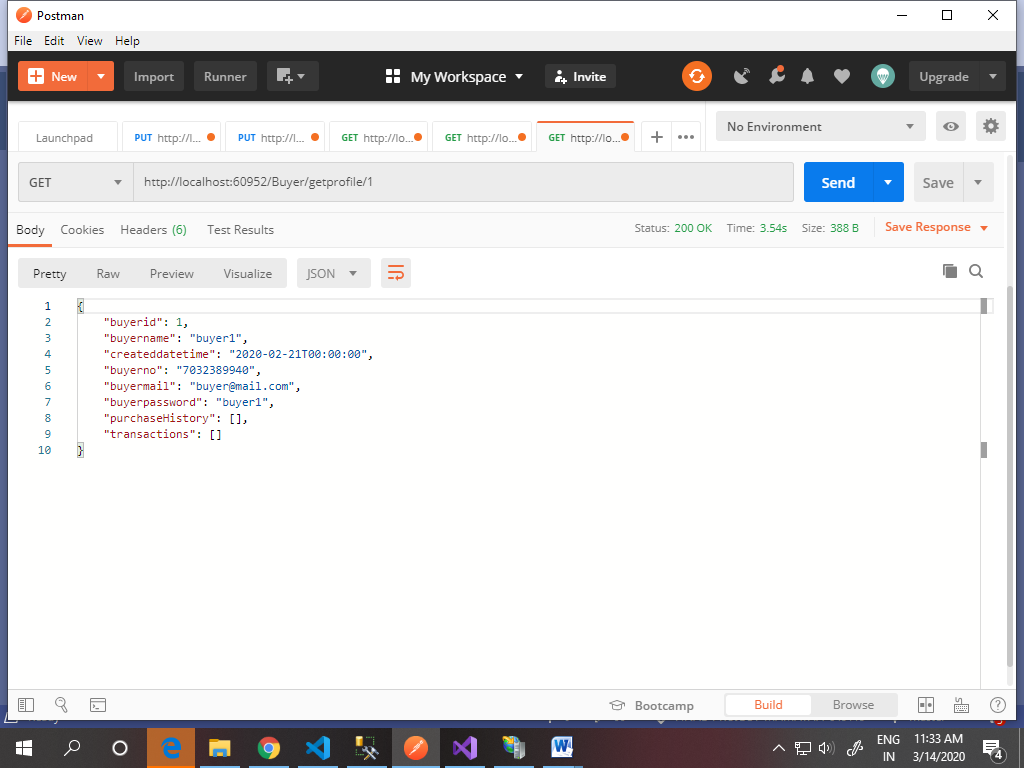 Postman
File Edit View Help
New Import Runner My Workspace Invite Upgrade
Launchpad PUT http://l... PUT http://l... GET http://lo... GET http://lo... GET http://lo... No Environment
GET http://localhost:60952/Buyer/getprofile/1 Send Save
Body Cookies Headers (6) Test Results Status: 200 OK Time: 3.54s Size: 388 B Save Response
Pretty Raw Preview Visualize JSON
1 {
2 "buyerid": 1,
3 "buyername": "buyer1",
4 "createddatetime": "2020-02-21T00:00:00",
5 "buyerno": "7032389940",
6 "buyermail": "buyer@mail.com",
7 "buyerpassword": "buyer1",
8 "purchaseHistory": [],
9 "transactions": []
10 }
Bootcamp Build Browse
ENG 11:33 AM
IN 3/14/2020 4